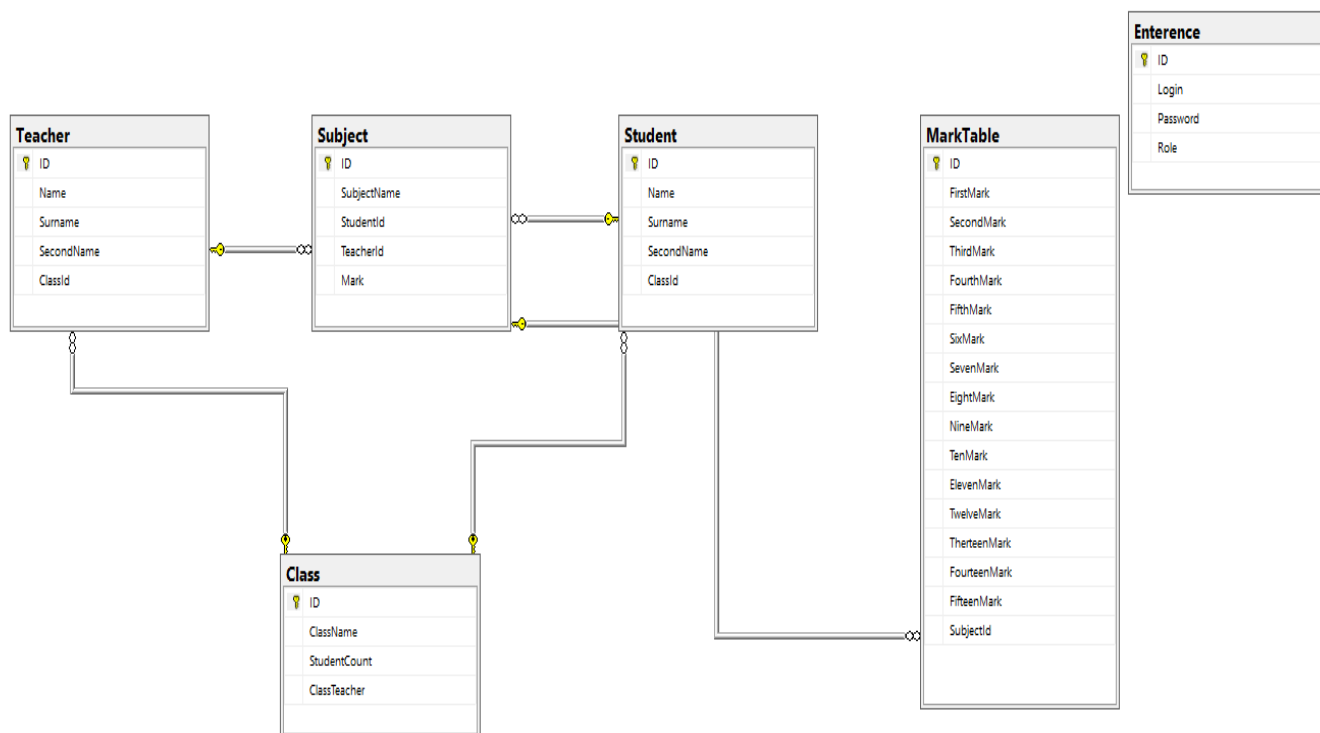 Enterence
ID
Login
Password
Role
Teacher
ID
Name
Surname
SecondName
ClassId
Subject
ID
SubjectName
StudentId
TeacherId
Mark
Student
ID
Name
Surname
SecondName
ClassId
MarkTable
ID
FirstMark
SecondMark
ThirdMark
FourthMark
FifthMark
SixMark
SevenMark
EightMark
NineMark
TenMark
ElevenMark
TwelveMark
TherteenMark
FourteenMark
FifteenMark
SubjectId
Class
ID
ClassName
StudentCount
ClassTeacher